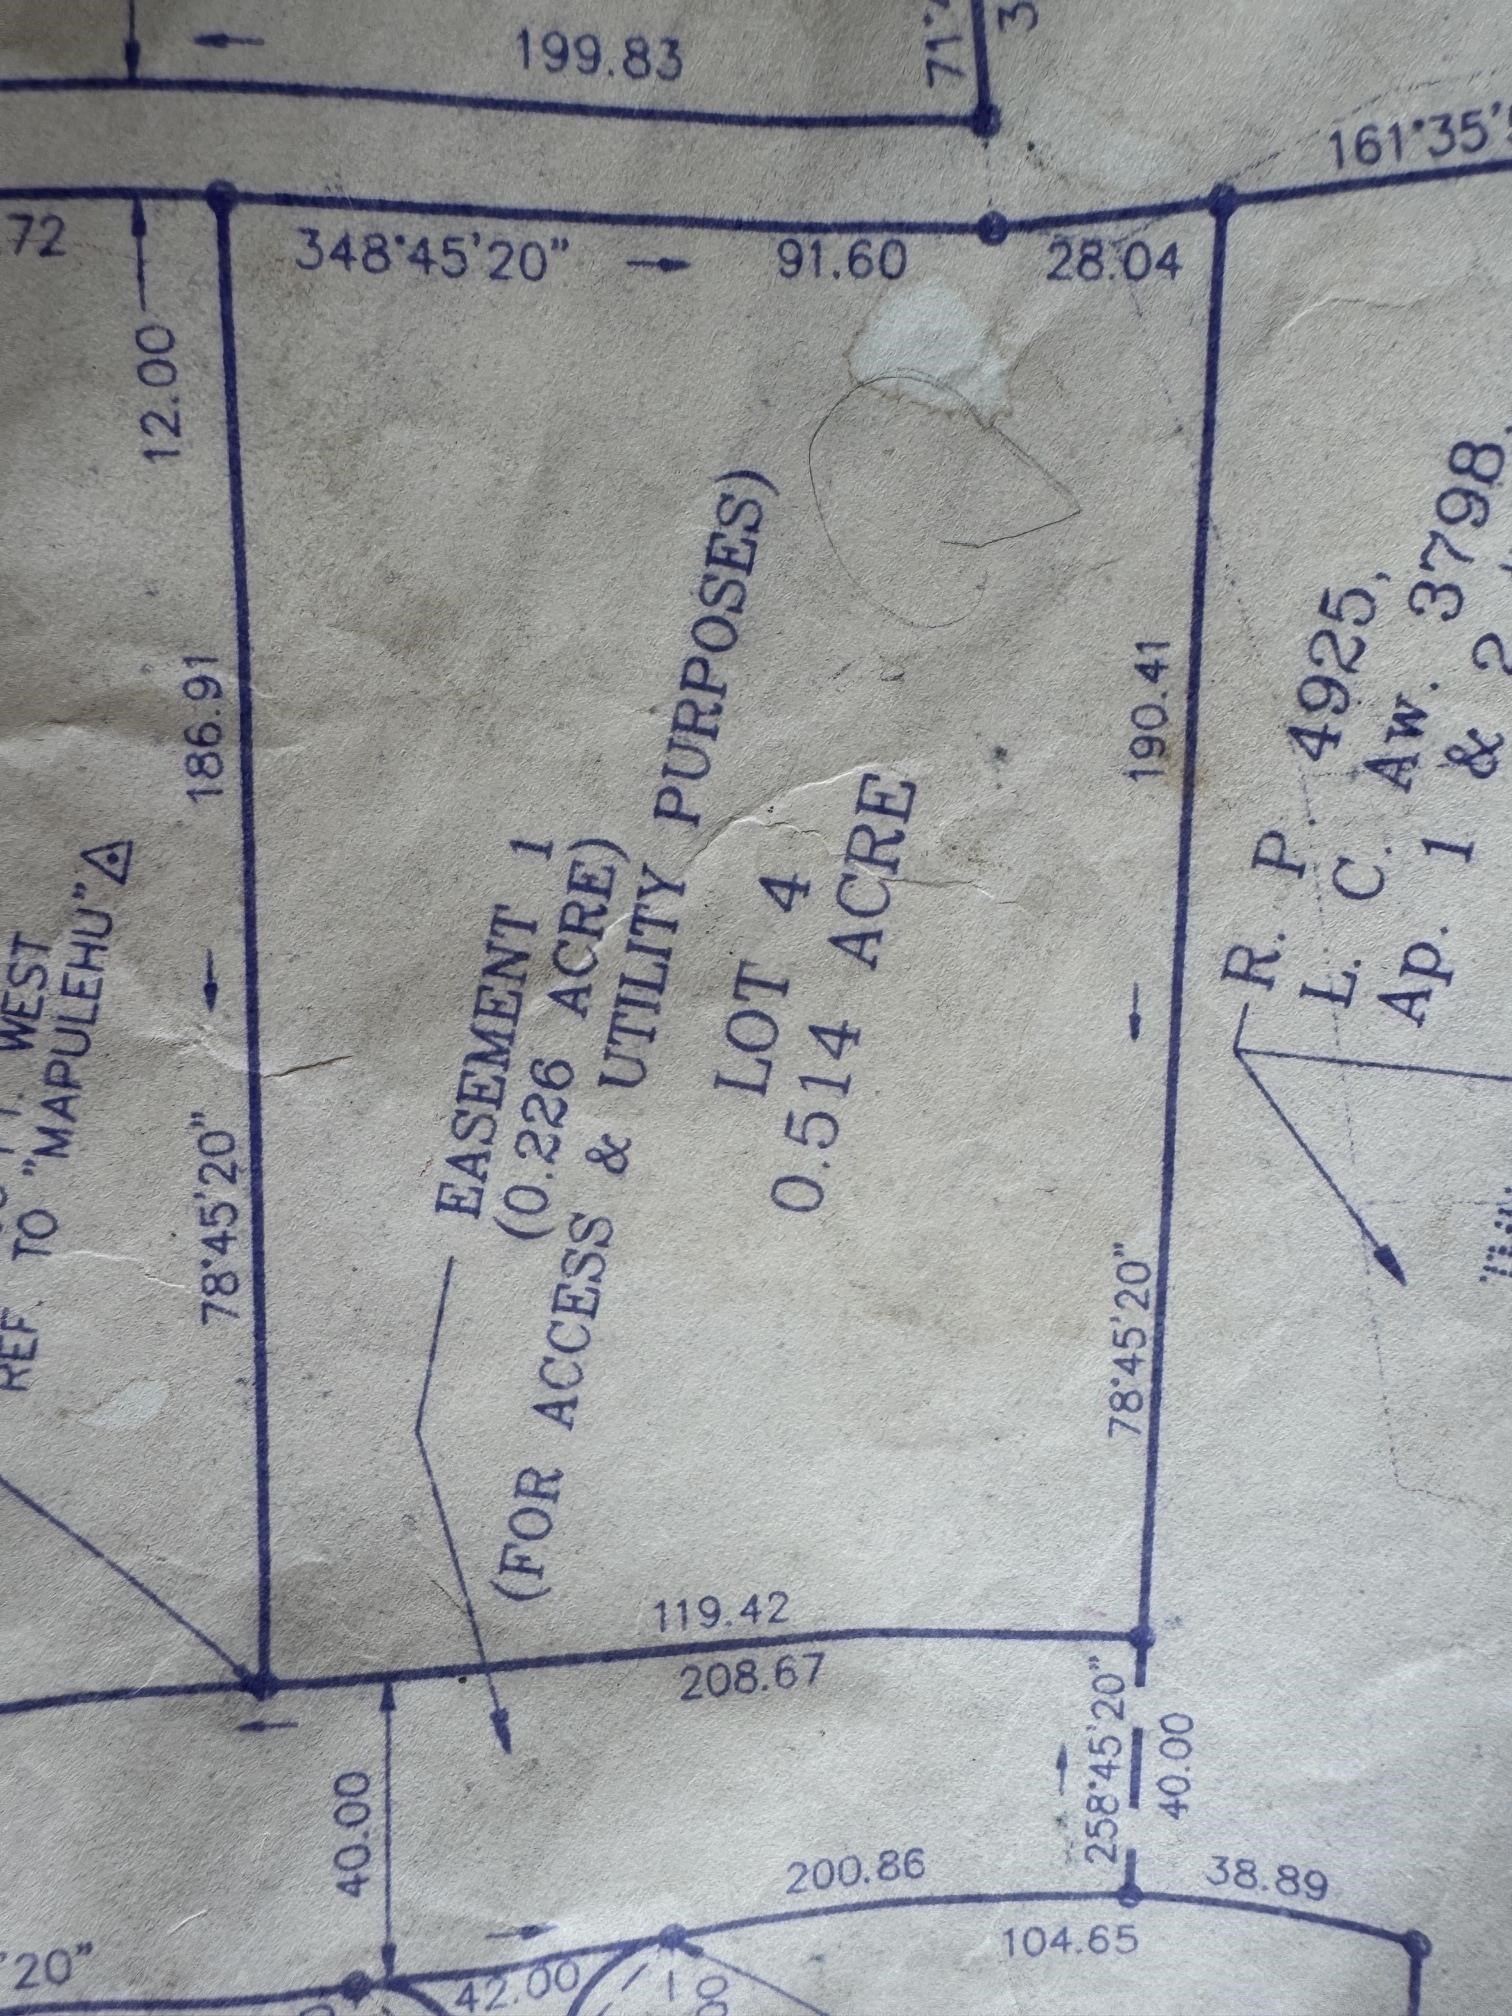 199.83
161°35'
72
348°45'20"
91.60
28.04
12.00
186.91
78°45'20"
WEST
REF. TO "MAPULEHU"
EASEMENT 1
(0.226 ACRE)
(FOR ACCESS & UTILITY PURPOSES)
LOT 4
0.514 ACRE
190.41
78°45'20"
R. P. 4925,
L. C. Aw. 3798,
Ap. 1 & 2
119.42
208.67
258°45'20"
40.00
40.00
200.86
38.89
104.65
'20"
42.00